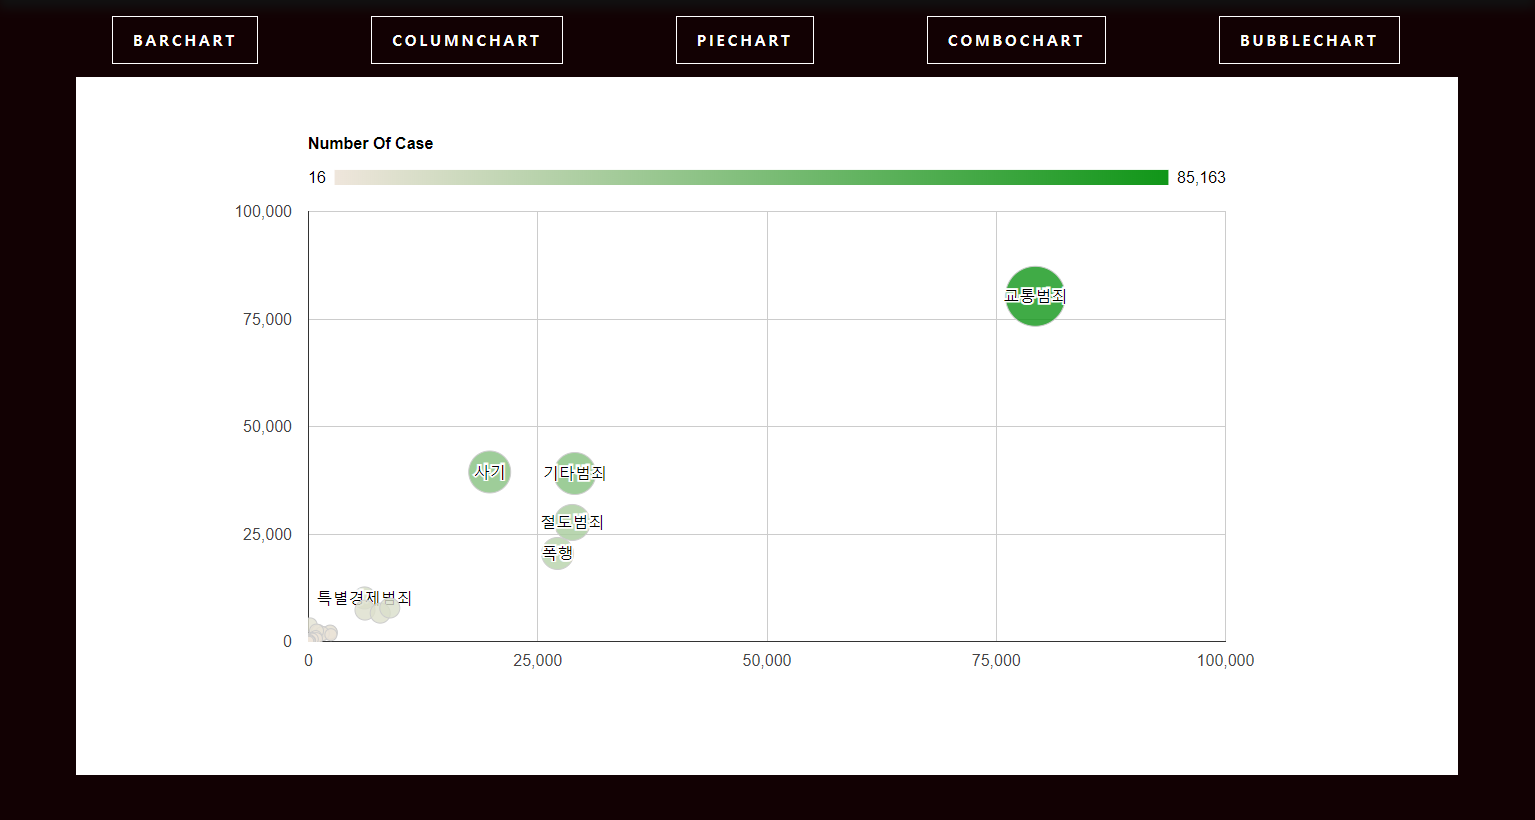 BARCHART
COLUMNCHART
PIECHART
COMBOCHART
BUBBLECHART
Number Of Case
16
85,163
100,000
75,000
50,000
25,000
0
교통범죄
사기
기타범죄
절도범죄
폭행
특별경제범죄
0
25,000
50,000
75,000
100,000